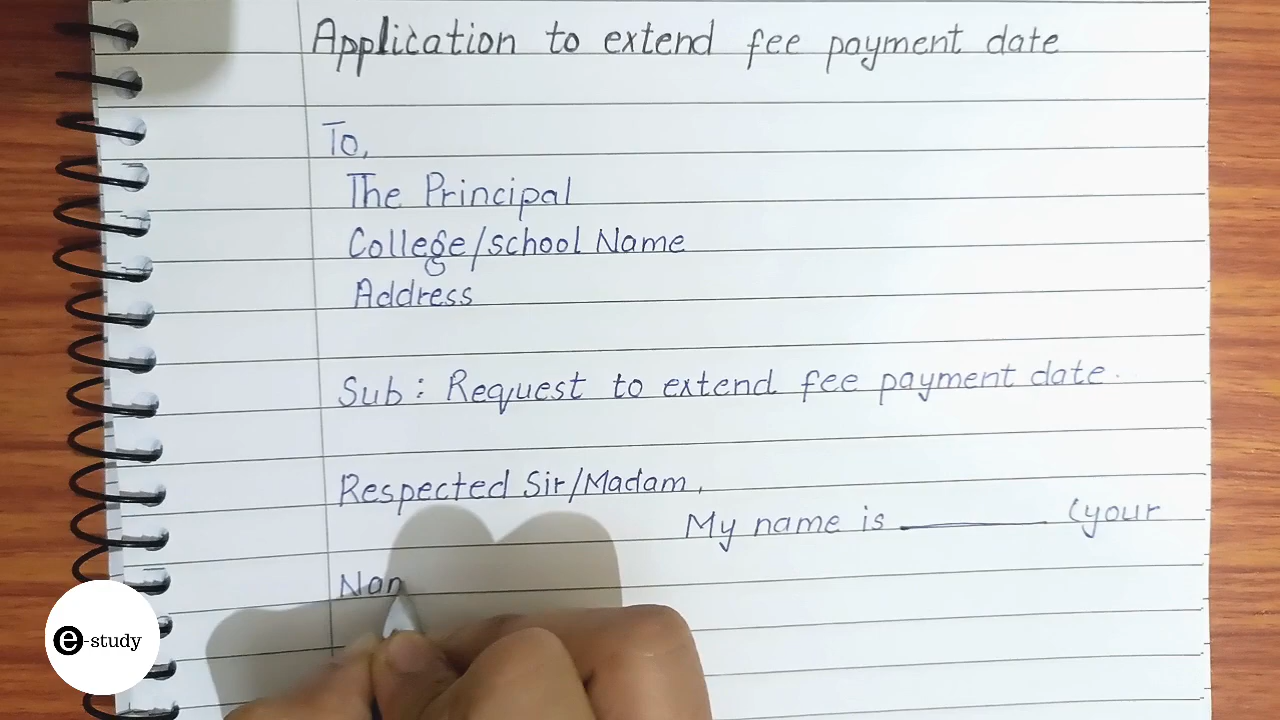 Application to extend fee payment date
To,
The Principal
College/school Name
Address
Sub: Request to extend fee payment date.
Respected Sir/Madam,
My name is ______ (your
Nam
e-study